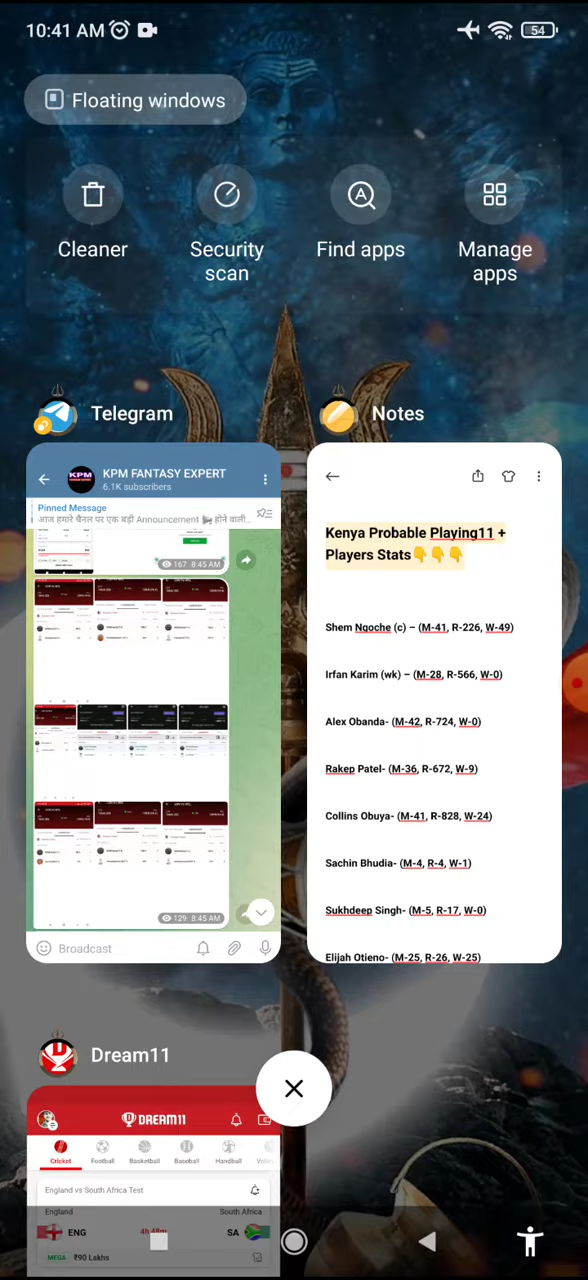 10:41 AM
54
Floating windows
Cleaner
Security
scan
Find apps
Manage
apps
Telegram
KPM
KPM FANTASY EXPERT
6.1K subscribers
Pinned Message
आज हमारे चैनल पर एक बड़ी Announcement 📢 होने वाली...
167 8:45 AM
129 8:45 AM
Broadcast
Notes
Kenya Probable Playing11 +
Players Stats👇👇👇
Shem Ngoche (c) – (M-41, R-226, W-49)
Irfan Karim (wk) – (M-28, R-566, W-0)
Alex Obanda- (M-42, R-724, W-0)
Rakep Patel- (M-36, R-672, W-9)
Collins Obuya- (M-41, R-828, W-24)
Sachin Bhudia- (M-4, R-4, W-1)
Sukhdeep Singh- (M-5, R-17, W-0)
Elijah Otieno- (M-25, R-26, W-25)
Dream11
DREAM11
Cricket
Football
Basketball
Baseball
Handball
England vs South Africa Test
England
South Africa
ENG
4h 48m
SA
MEGA
₹90 Lakhs